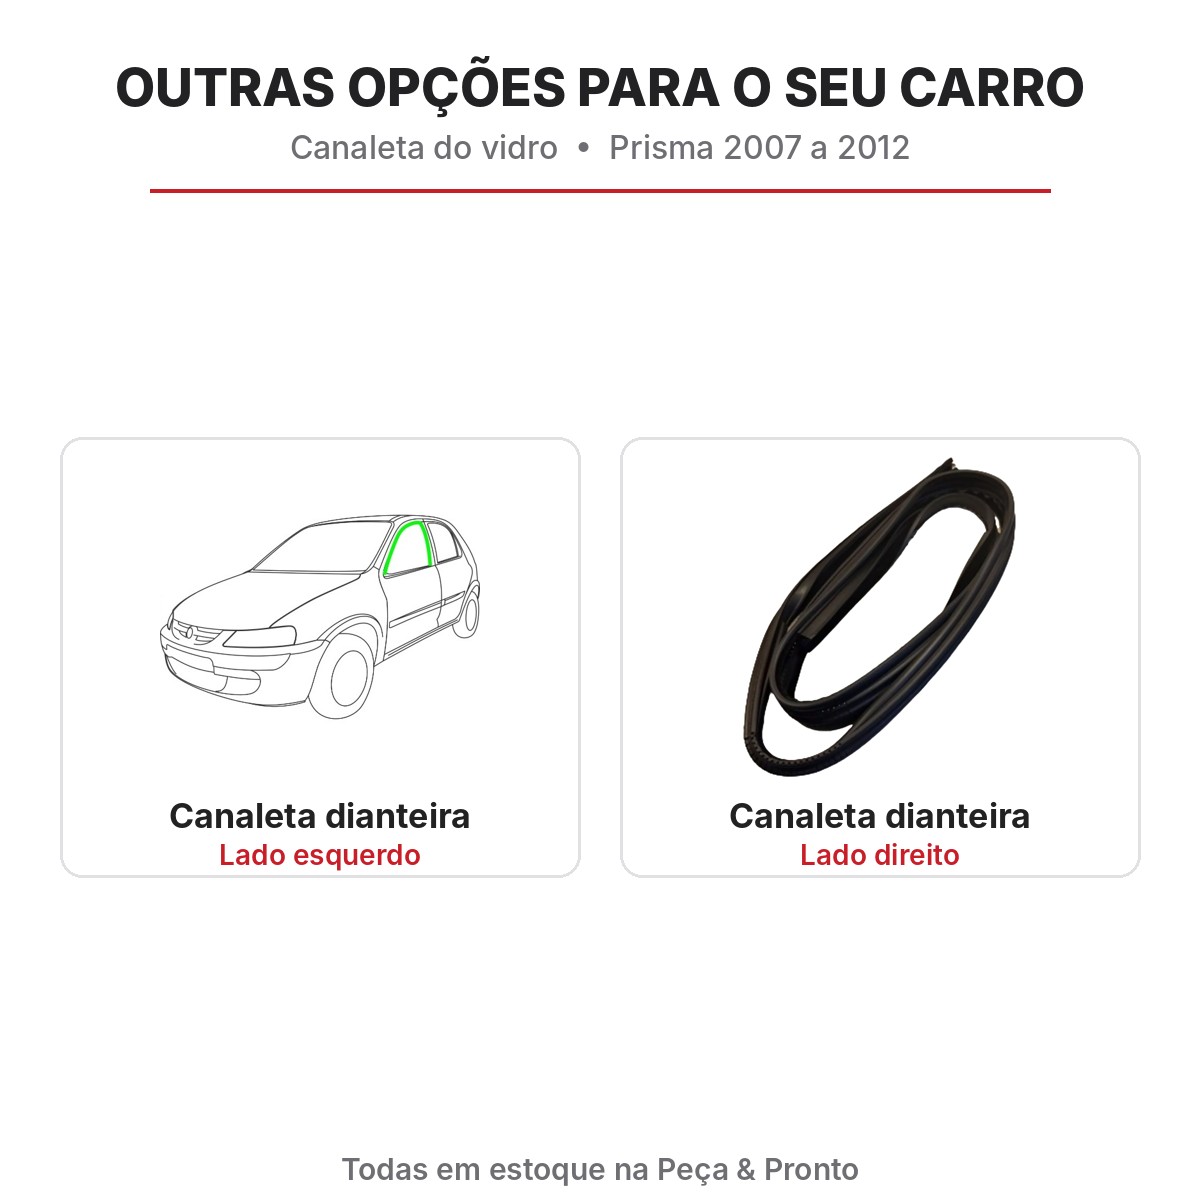 OUTRAS OPÇÕES PARA O SEU CARRO
Canaleta do vidro • Prisma 2007 a 2012
Canaleta dianteira
Lado esquerdo
Canaleta dianteira
Lado direito
Todas em estoque na Peça & Pronto